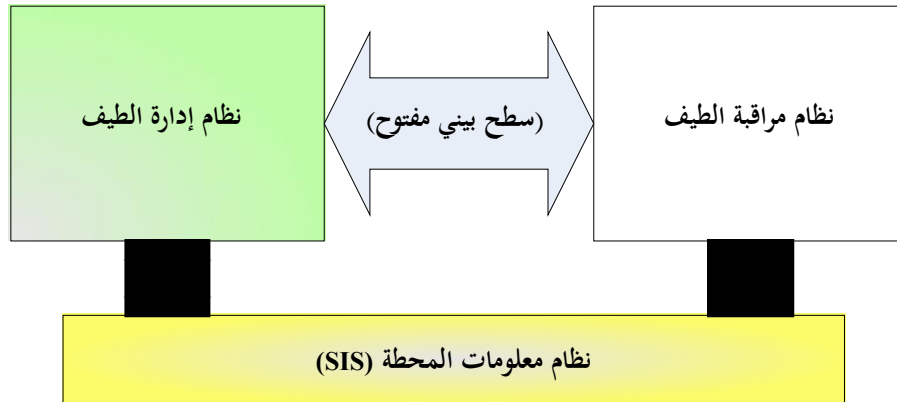 نظام مراقبة الطيف
(سطح بيني مفتوح)
نظام إدارة الطيف
نظام معلومات المحطة (SIS)